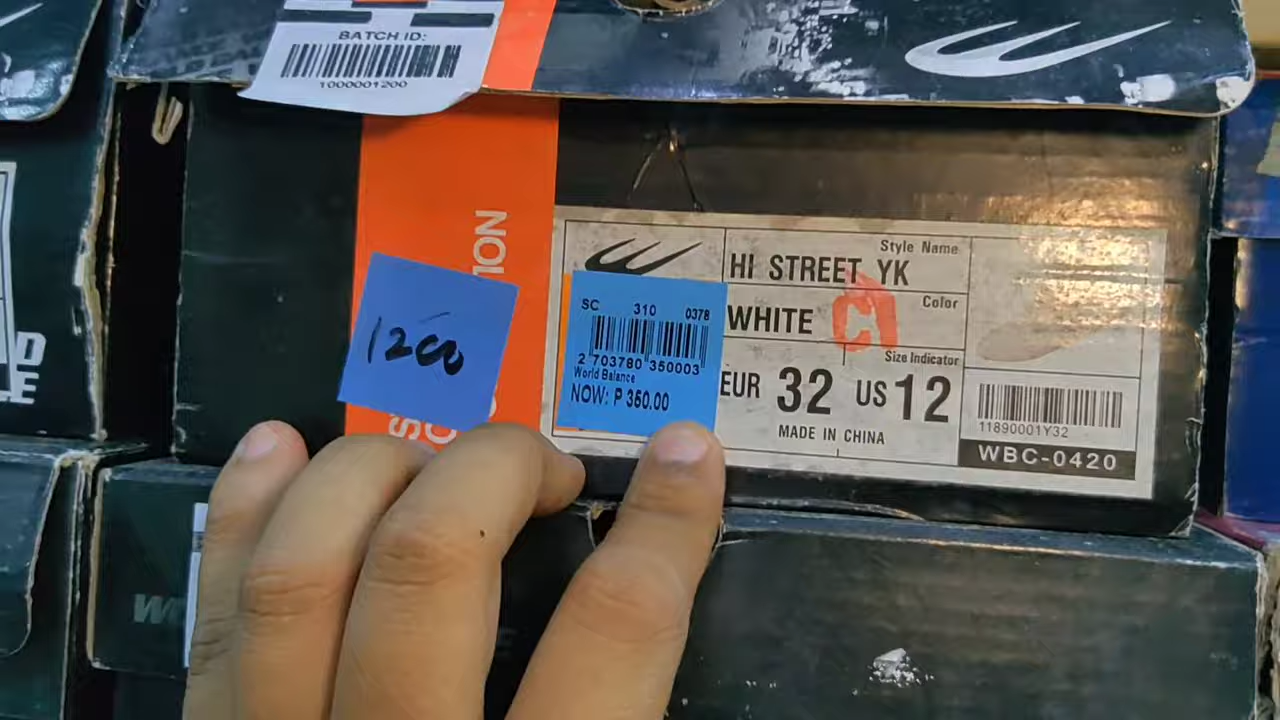 BATCH ID:
1000001200
Style Name
HI STREET YK
Color
WHITE
Size Indicator
EUR 32 US 12
MADE IN CHINA
11890001Y32
WBC-0420
SC 310 0378
2 703780 350003
World Balance
NOW: P 350.00
1200